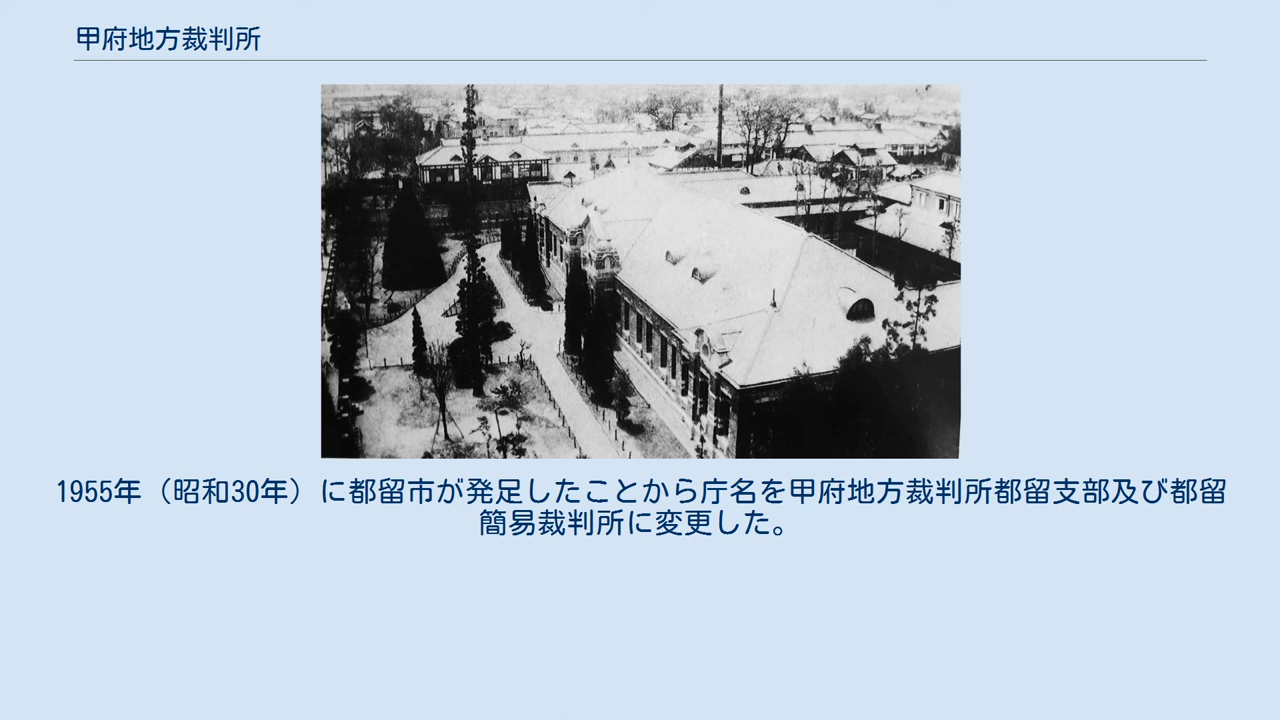 甲府地方裁判所
1955年（昭和30年）に都留市が発足したことから庁名を甲府地方裁判所都留支部及び都留
簡易裁判所に変更した。